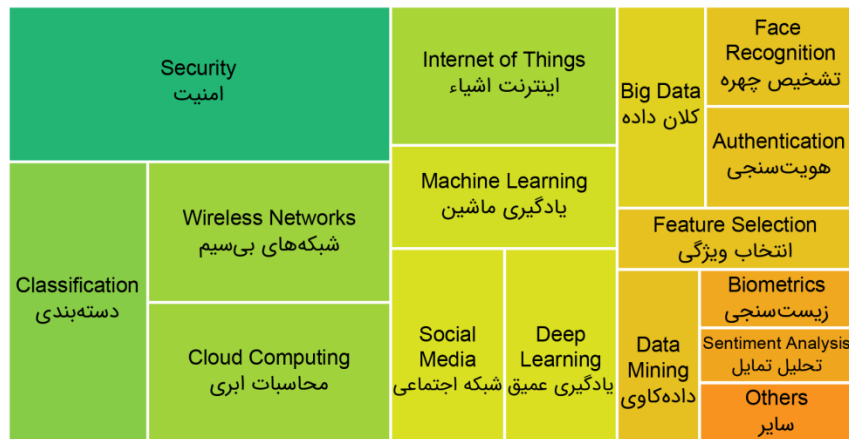 Security
امنیت
Internet of Things
اینترنت اشیاء
Big Data
کلان داده
Face
Recognition
تشخیص چهره
Authentication
هویت‌سنجی
Classification
دسته‌بندی
Wireless Networks
شبکه‌های بی‌سیم
Cloud Computing
محاسبات ابری
Machine Learning
یادگیری ماشین
Social
Media
شبکه اجتماعی
Deep
Learning
یادگیری عمیق
Feature Selection
انتخاب ویژگی
Data
Mining
داده‌کاوی
Biometrics
زیست‌سنجی
Sentiment Analysis
تحلیل تمایل
Others
سایر